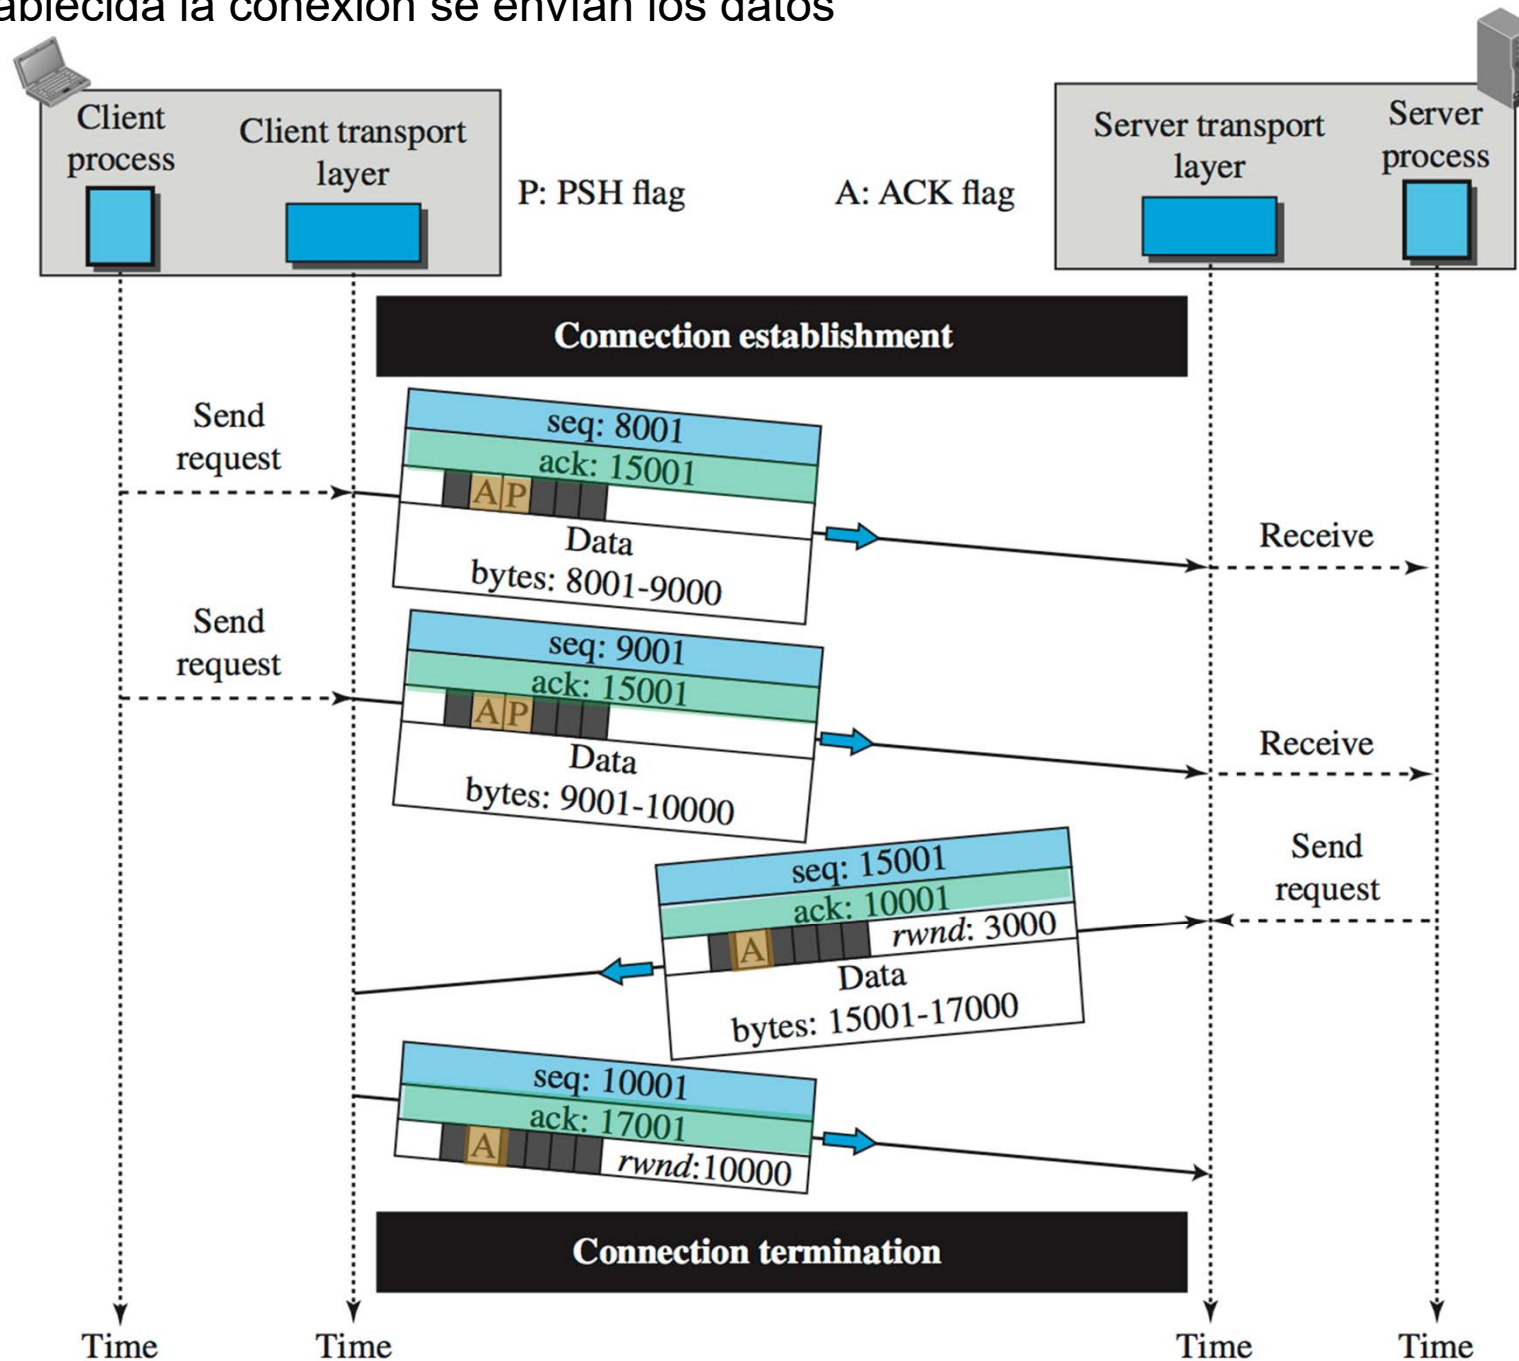 ablecida la conexión se envían los datos
Client
process
Client transport
layer
P: PSH flag
A: ACK flag
Server transport
layer
Server
process
Connection establishment
Send
request
seq: 8001
ack: 15001
A P
Data
bytes: 8001-9000
Receive
Send
request
seq: 9001
ack: 15001
A P
Data
bytes: 9001-10000
Receive
Send
request
seq: 15001
ack: 10001
A
rwnd: 3000
Data
bytes: 15001-17000
seq: 10001
ack: 17001
A
rwnd:10000
Connection termination
Time
Time
Time
Time